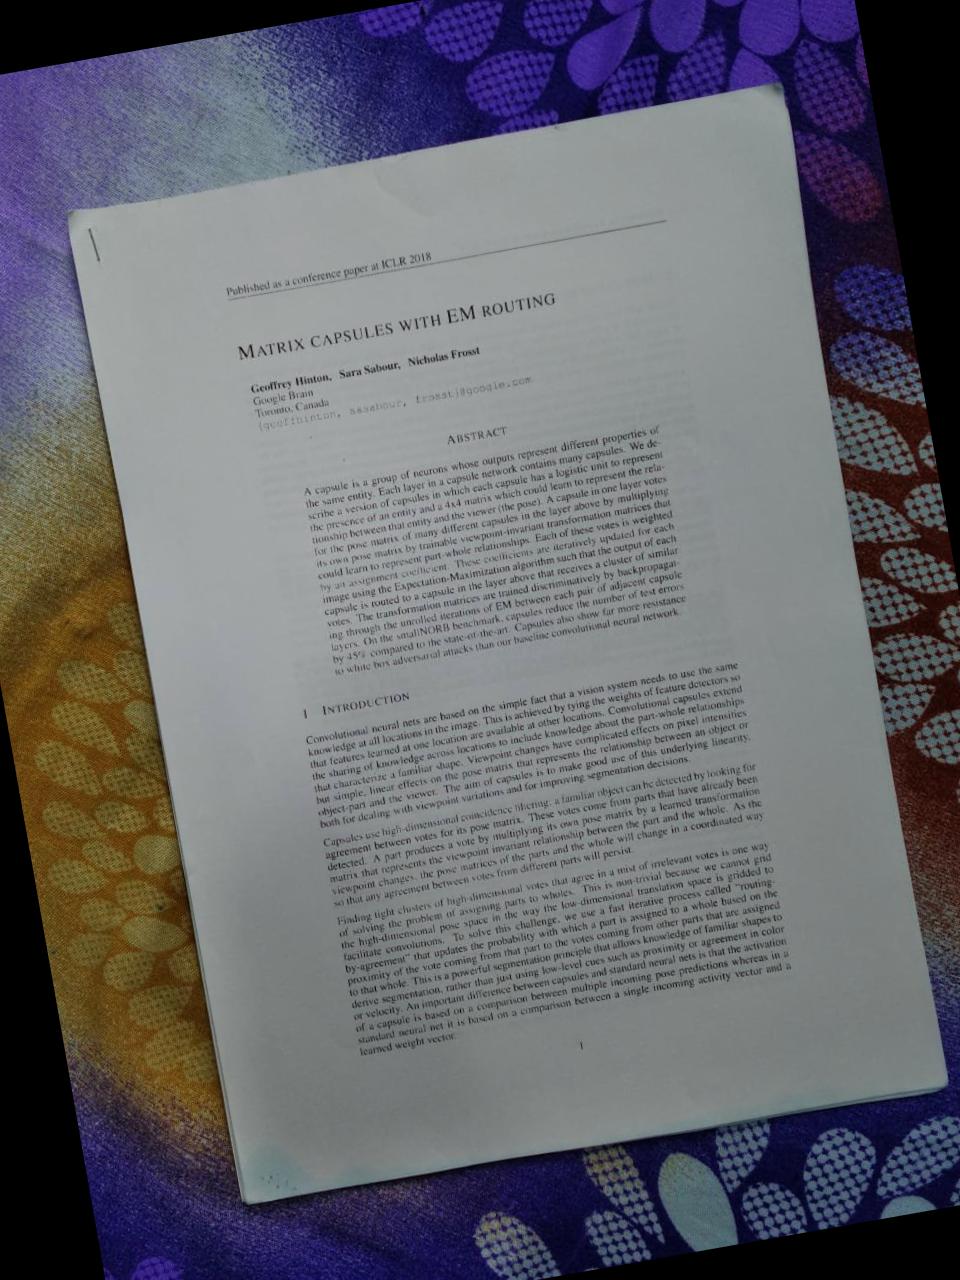 Published as a conference paper at ICLR 2018
MATRIX CAPSULES WITH EM ROUTING
Geoffrey Hinton, Sara Sabour, Nicholas Frosst
Google Brain
Toronto, Canada
{geoffhinton, sasabour, frosst}@google.com
ABSTRACT
A capsule is a group of neurons whose outputs represent different properties of
the same entity. Each layer in a capsule network contains many capsules. We de-
scribe a version of capsules in which each capsule has a logistic unit to represent
the presence of an entity and a 4x4 matrix which could learn to represent the rela-
tionship between that entity and the viewer (the pose). A capsule in one layer votes
for the pose matrix of many different capsules in the layer above by multiplying
its own pose matrix by trainable viewpoint-invariant transformation matrices that
could learn to represent part-whole relationships. Each of these votes is weighted
by an assignment coefficient. These coefficients are iteratively updated for each
image using the Expectation-Maximization algorithm such that the output of each
capsule is routed to a capsule in the layer above that receives a cluster of similar
votes. The transformation matrices are trained discriminatively by backpropagat-
ing through the unrolled iterations of EM between each pair of adjacent capsule
layers. On the smallNORB benchmark, capsules reduce the number of test errors
by 45% compared to the state-of-the-art. Capsules also show far more resistance
to white box adversarial attacks than our baseline convolutional neural network.
1 INTRODUCTION
Convolutional neural nets are based on the simple fact that a vision system needs to use the same
knowledge at all locations in the image. This is achieved by tying the weights of feature detectors so
that features learned at one location are available at other locations. Convolutional capsules extend
the sharing of knowledge across locations to include knowledge about the part-whole relationships
that characterize a familiar shape. Viewpoint changes have complicated effects on pixel intensities
but simple, linear effects on the pose matrix that represents the relationship between an object or
object-part and the viewer. The aim of capsules is to make good use of this underlying linearity,
both for dealing with viewpoint variations and for improving segmentation decisions.
Capsules use high-dimensional coincidence filtering: a familiar object can be detected by looking for
agreement between votes for its pose matrix. These votes come from parts that have already been
detected. A part produces a vote by multiplying its own pose matrix by a learned transformation
matrix that represents the viewpoint invariant relationship between the part and the whole. As the
viewpoint changes, the pose matrices of the parts and the whole will change in a coordinated way
so that any agreement between votes from different parts will persist.
Finding tight clusters of high-dimensional votes that agree in a mist of irrelevant votes is one way
of solving the problem of assigning parts to wholes. This is non-trivial because we cannot grid
the high-dimensional pose space in the way the low-dimensional translation space is gridded to
facilitate convolutions. To solve this challenge, we use a fast iterative process called "routing-
by-agreement" that updates the probability with which a part is assigned to a whole based on the
proximity of the vote coming from that part to the votes coming from other parts that are assigned
to that whole. This is a powerful segmentation principle that allows knowledge of familiar shapes to
derive segmentation, rather than just using low-level cues such as proximity or agreement in color
or velocity. An important difference between capsules and standard neural nets is that the activation
of a capsule is based on a comparison between multiple incoming pose predictions whereas in a
standard neural net it is based on a comparison between a single incoming activity vector and a
learned weight vector.
1